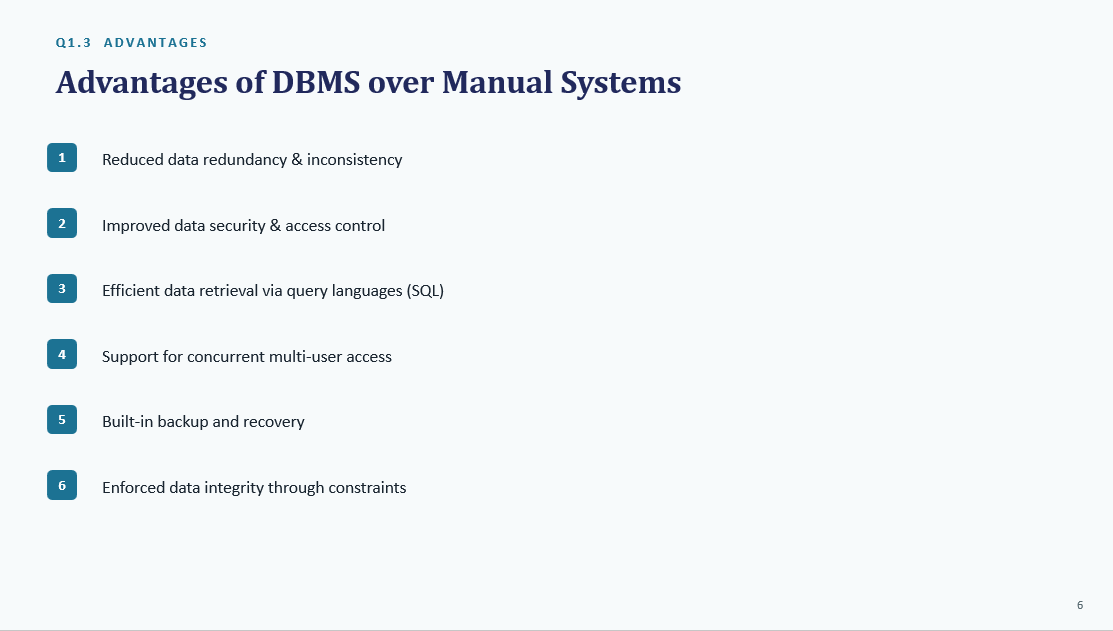 Q1.3 ADVANTAGES
Advantages of DBMS over Manual Systems
1 Reduced data redundancy & inconsistency
2 Improved data security & access control
3 Efficient data retrieval via query languages (SQL)
4 Support for concurrent multi-user access
5 Built-in backup and recovery
6 Enforced data integrity through constraints
6